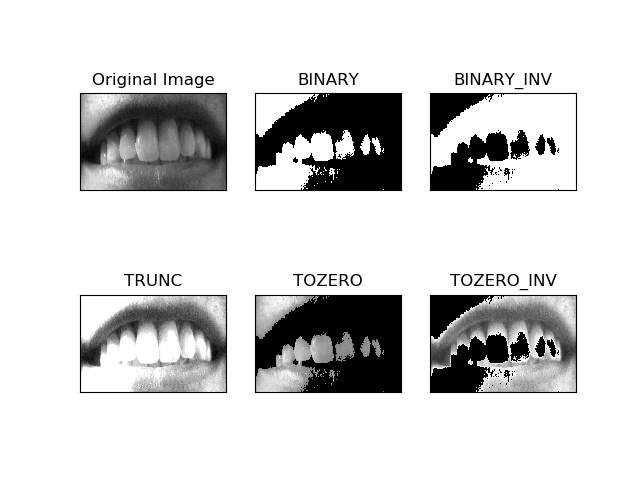 Original Image
BINARY
BINARY_INV
TRUNC
TOZERO
TOZERO_INV